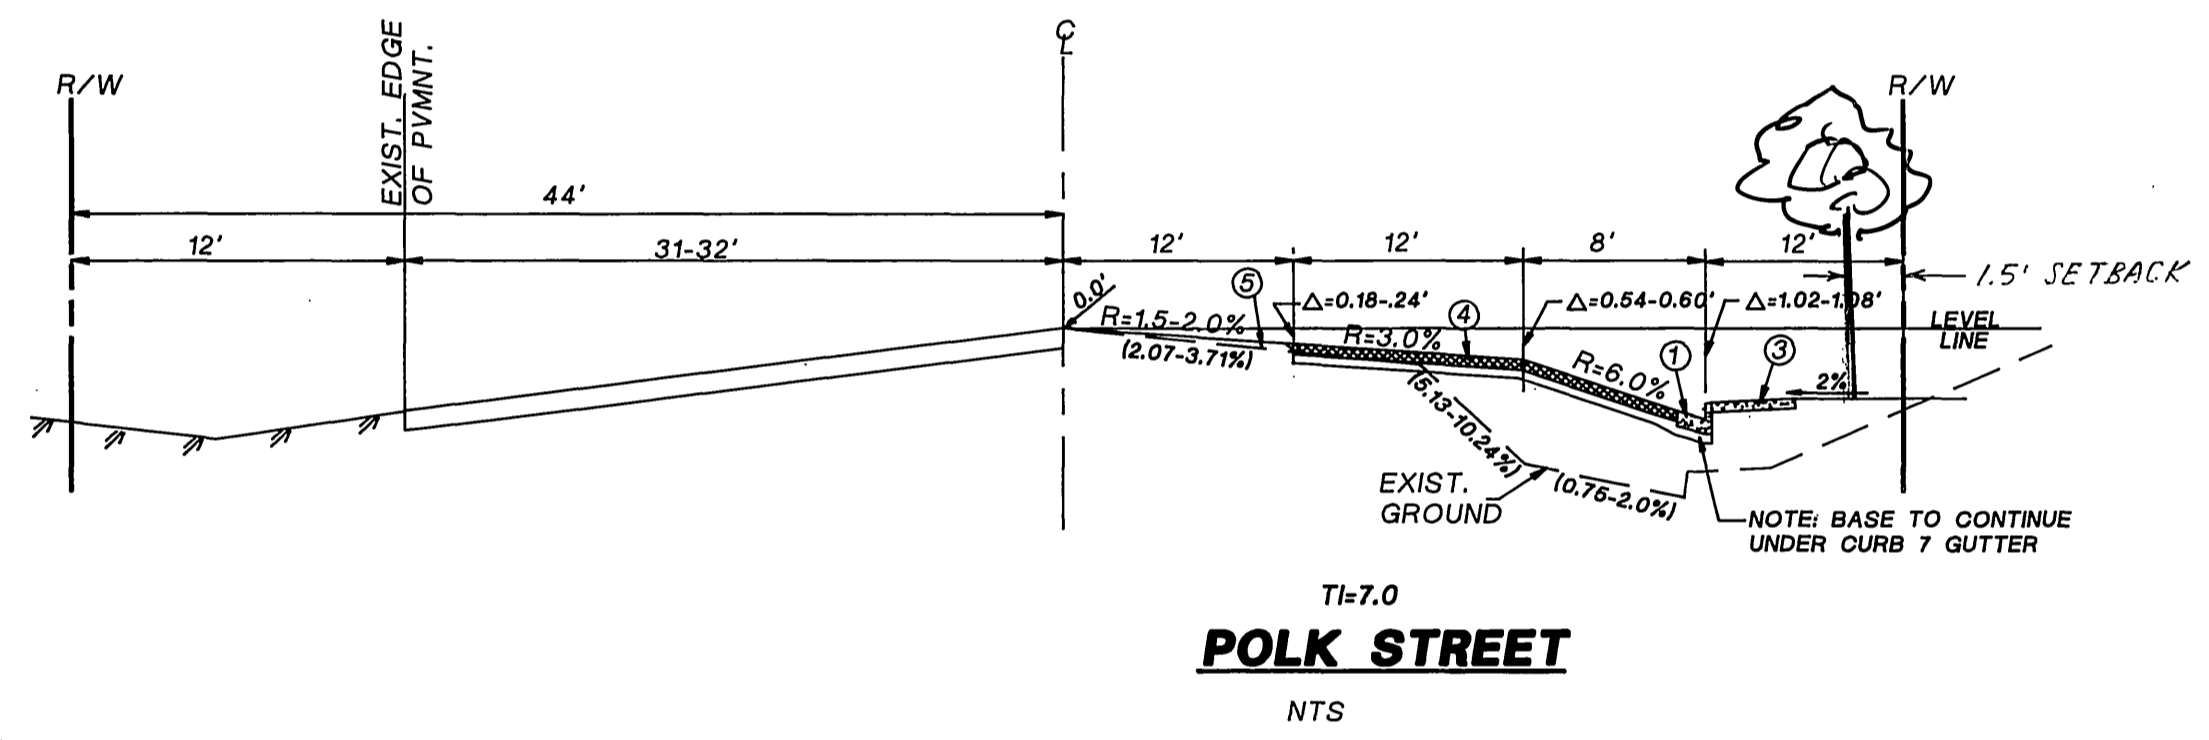 R/W
EXIST. EDGE
OF PVMNT.
℄
R/W
44'
12'
31-32'
12'
12'
8'
12'
1.5' SETBACK
0.0'
⑤
△=0.18-.24'
△=0.54-0.60'
△=1.02-1.08'
R=1.5-2.0%
(2.07-3.71%)
R=3.0%
④
R=6.0%
①
③
2%
LEVEL
LINE
(5.13-10.24%)
(0.75-2.0%)
EXIST.
GROUND
NOTE: BASE TO CONTINUE
UNDER CURB 7 GUTTER
TI=7.0
POLK STREET
NTS